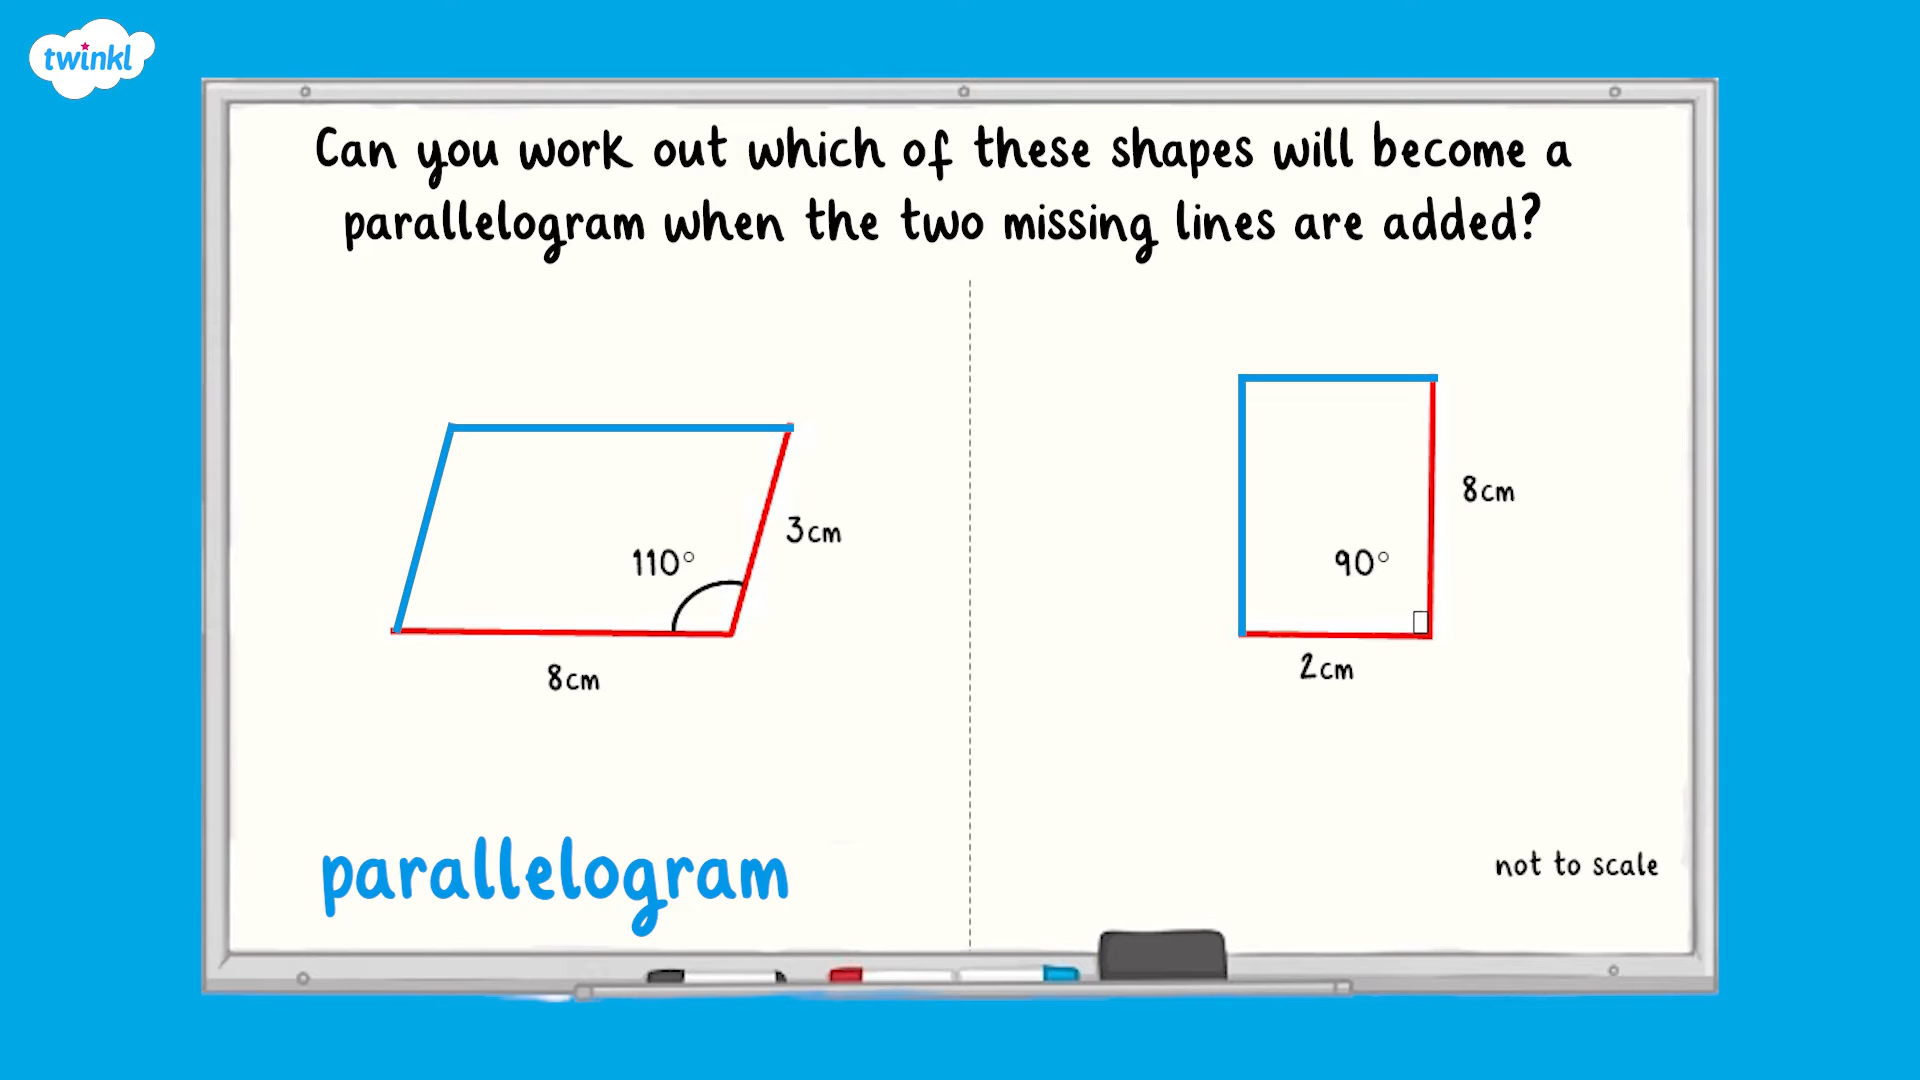 twinkl
Can you work out which of these shapes will become a
parallelogram when the two missing lines are added?
110°
3cm
8cm
8cm
90°
2cm
parallelogram
not to scale